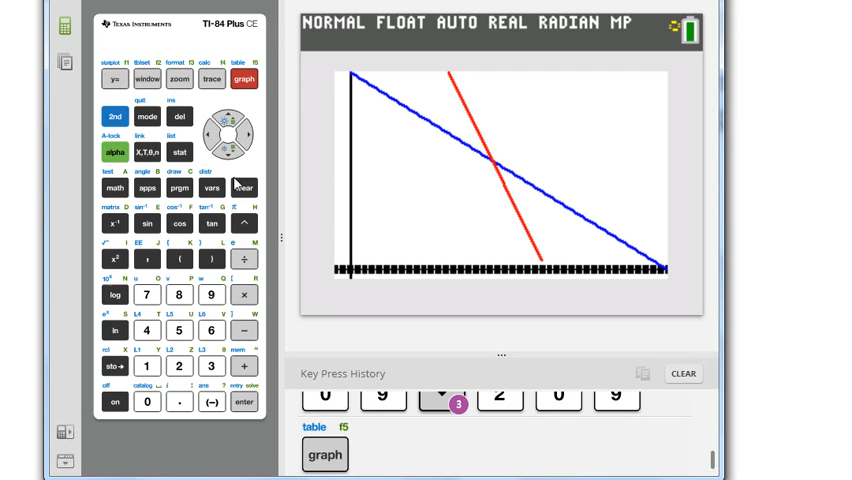 TEXAS INSTRUMENTS TI-84 Plus CE
NORMAL FLOAT AUTO REAL RADIAN MP
statplot f1 tblset f2 format f3 calc f4 table f5
y= window zoom trace graph
quit ins
2nd mode del
A-lock link list
alpha X,T,θ,n stat
test A angle B draw C distr
math apps prgm vars clear
matrix D sin⁻¹ E cos⁻¹ F tan⁻¹ G π H
x⁻¹ sin cos tan ^
√ I EE J { K } L e M
x² , ( ) ÷
10ˣ N u O v P w Q [ R
log 7 8 9 ×
eˣ S L4 T L5 U L6 V ] W
ln 4 5 6 −
rcl X L1 Y L2 Z L3 θ mem "
sto→ 1 2 3 +
off catalog ␣ i : ans ? entry solve
on 0 . (−) enter
Key Press History
CLEAR
0 9 3 2 0 9
table f5
graph